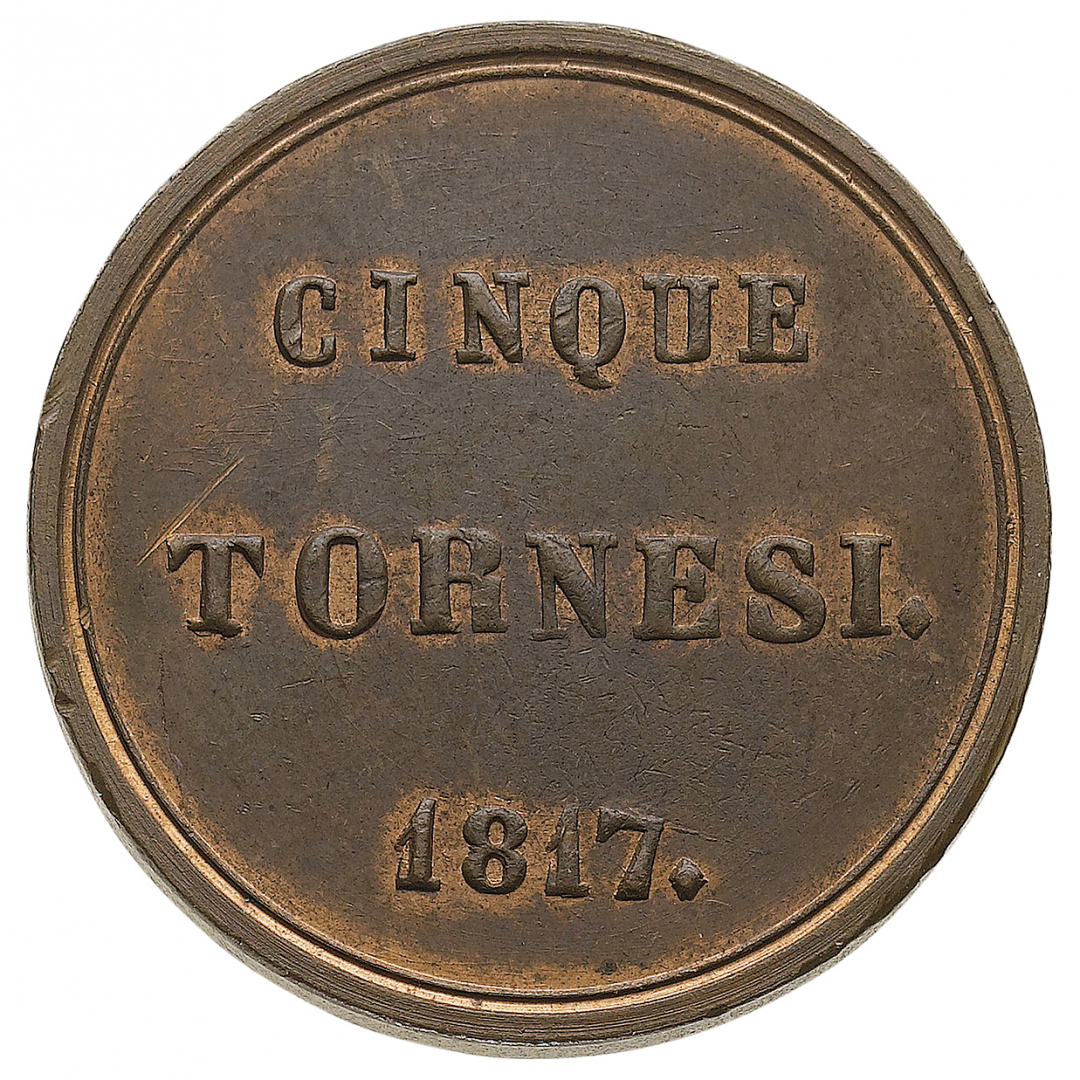 CINQUE
TORNESI.
1817.